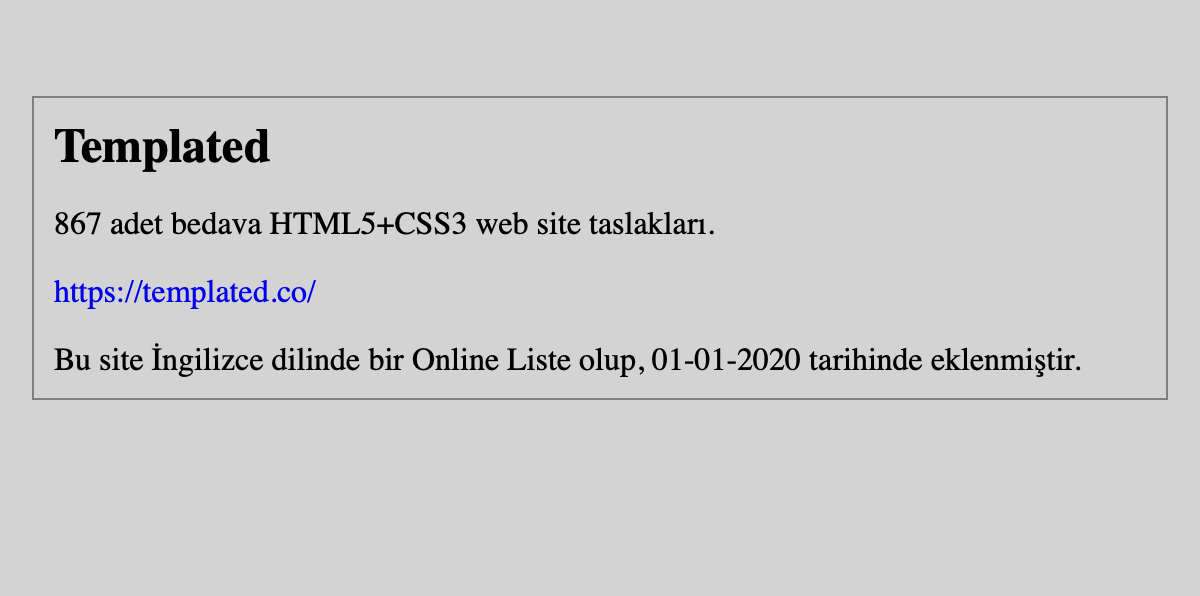 Templated
867 adet bedava HTML5+CSS3 web site taslakları.
https://templated.co/
Bu site İngilizce dilinde bir Online Liste olup, 01-01-2020 tarihinde eklenmiştir.